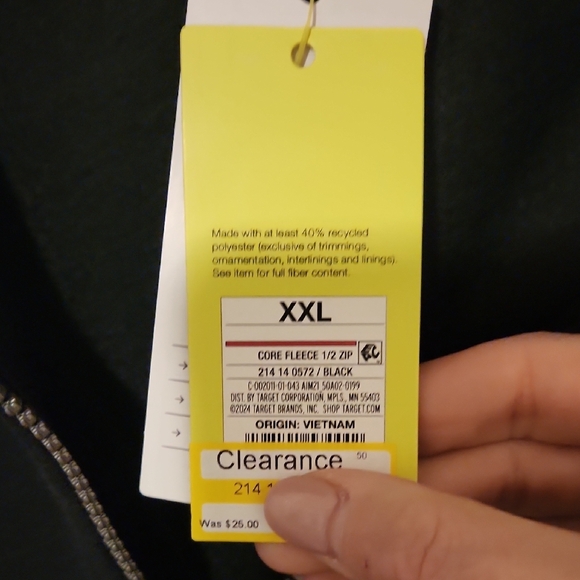 Made with at least 40% recycled
polyester (exclusive of trimmings,
ornamentation, interlinings and linings).
See item for full fiber content.
XXL
CORE FLEECE 1/2 ZIP
214 14 0572 / BLACK
C-002011-01-043 AIM21 50A02-0199
DIST. BY TARGET CORPORATION, MPLS., MN 55403
©2024 TARGET BRANDS, INC. SHOP TARGET.COM
ORIGIN: VIETNAM
Clearance 50
214 1
Was $25.00